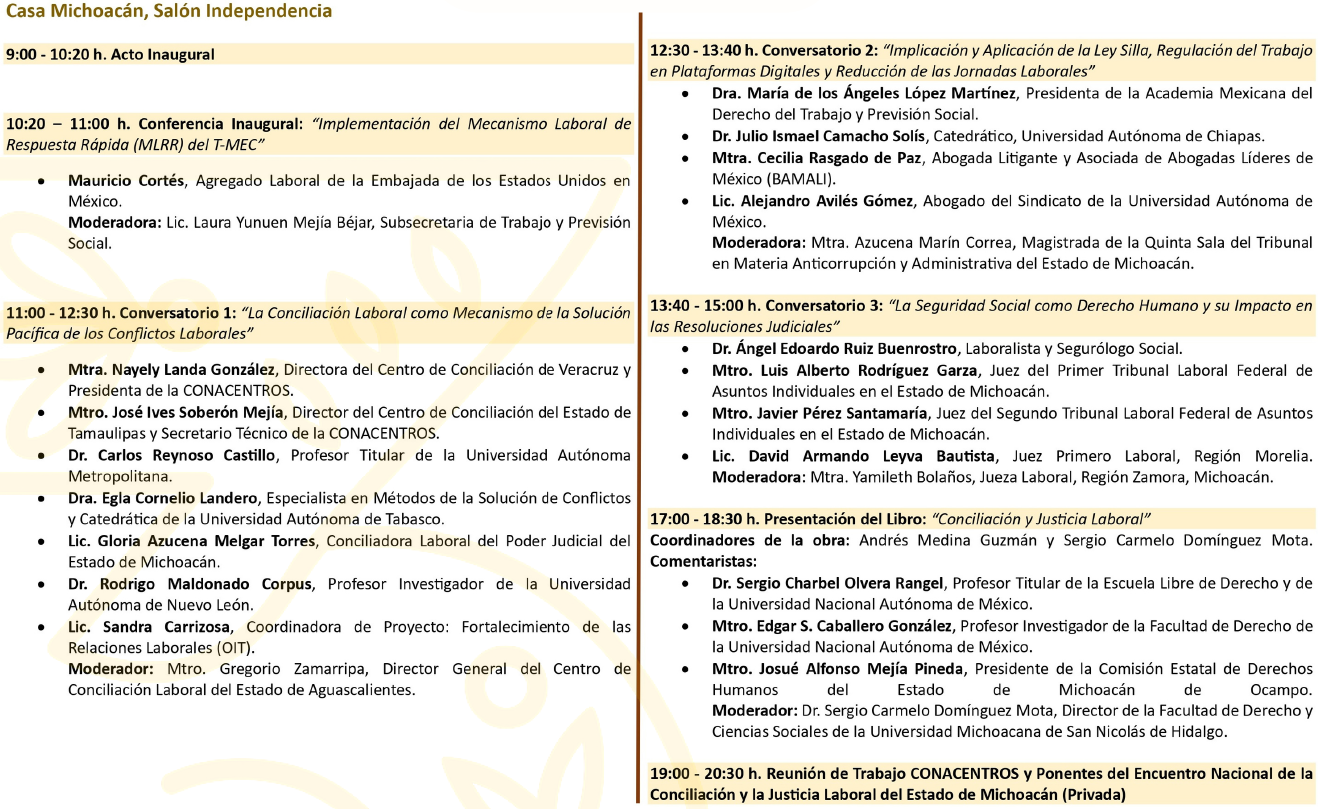 Casa Michoacán, Salón Independencia
9:00 - 10:20 h. Acto Inaugural
10:20 – 11:00 h. Conferencia Inaugural: “Implementación del Mecanismo Laboral de
Respuesta Rápida (MLRR) del T-MEC”
• Mauricio Cortés, Agregado Laboral de la Embajada de los Estados Unidos en
México.
Moderadora: Lic. Laura Yunuen Mejía Béjar, Subsecretaria de Trabajo y Previsión
Social.
11:00 - 12:30 h. Conversatorio 1: “La Conciliación Laboral como Mecanismo de la Solución
Pacífica de los Conflictos Laborales”
• Mtra. Nayely Landa González, Directora del Centro de Conciliación de Veracruz y
Presidenta de la CONACENTROS.
• Mtro. José Ives Soberón Mejía, Director del Centro de Conciliación del Estado de
Tamaulipas y Secretario Técnico de la CONACENTROS.
• Dr. Carlos Reynoso Castillo, Profesor Titular de la Universidad Autónoma
Metropolitana.
• Dra. Egla Cornelio Landero, Especialista en Métodos de la Solución de Conflictos
y Catedrática de la Universidad Autónoma de Tabasco.
• Lic. Gloria Azucena Melgar Torres, Conciliadora Laboral del Poder Judicial del
Estado de Michoacán.
• Dr. Rodrigo Maldonado Corpus, Profesor Investigador de la Universidad
Autónoma de Nuevo León.
• Lic. Sandra Carrizosa, Coordinadora de Proyecto: Fortalecimiento de las
Relaciones Laborales (OIT).
Moderador: Mtro. Gregorio Zamarripa, Director General del Centro de
Conciliación Laboral del Estado de Aguascalientes.
12:30 - 13:40 h. Conversatorio 2: “Implicación y Aplicación de la Ley Silla, Regulación del Trabajo
en Plataformas Digitales y Reducción de las Jornadas Laborales”
• Dra. María de los Ángeles López Martínez, Presidenta de la Academia Mexicana del
Derecho del Trabajo y Previsión Social.
• Dr. Julio Ismael Camacho Solís, Catedrático, Universidad Autónoma de Chiapas.
• Mtra. Cecilia Rasgado de Paz, Abogada Litigante y Asociada de Abogadas Líderes de
México (BAMALI).
• Lic. Alejandro Avilés Gómez, Abogado del Sindicato de la Universidad Autónoma de
México.
Moderadora: Mtra. Azucena Marín Correa, Magistrada de la Quinta Sala del Tribunal
en Materia Anticorrupción y Administrativa del Estado de Michoacán.
13:40 - 15:00 h. Conversatorio 3: “La Seguridad Social como Derecho Humano y su Impacto en
las Resoluciones Judiciales”
• Dr. Ángel Edoardo Ruiz Buenrostro, Laboralista y Segurólogo Social.
• Mtro. Luis Alberto Rodríguez Garza, Juez del Primer Tribunal Laboral Federal de
Asuntos Individuales en el Estado de Michoacán.
• Mtro. Javier Pérez Santamaría, Juez del Segundo Tribunal Laboral Federal de Asuntos
Individuales en el Estado de Michoacán.
• Lic. David Armando Leyva Bautista, Juez Primero Laboral, Región Morelia.
Moderadora: Mtra. Yamileth Bolaños, Jueza Laboral, Región Zamora, Michoacán.
17:00 - 18:30 h. Presentación del Libro: “Conciliación y Justicia Laboral”
Coordinadores de la obra: Andrés Medina Guzmán y Sergio Carmelo Domínguez Mota.
Comentaristas:
• Dr. Sergio Charbel Olvera Rangel, Profesor Titular de la Escuela Libre de Derecho y de
la Universidad Nacional Autónoma de México.
• Mtro. Edgar S. Caballero González, Profesor Investigador de la Facultad de Derecho de
la Universidad Nacional Autónoma de México.
• Mtro. Josué Alfonso Mejía Pineda, Presidente de la Comisión Estatal de Derechos
Humanos del Estado de Michoacán de Ocampo.
Moderador: Dr. Sergio Carmelo Domínguez Mota, Director de la Facultad de Derecho y
Ciencias Sociales de la Universidad Michoacana de San Nicolás de Hidalgo.
19:00 - 20:30 h. Reunión de Trabajo CONACENTROS y Ponentes del Encuentro Nacional de la
Conciliación y la Justicia Laboral del Estado de Michoacán (Privada)